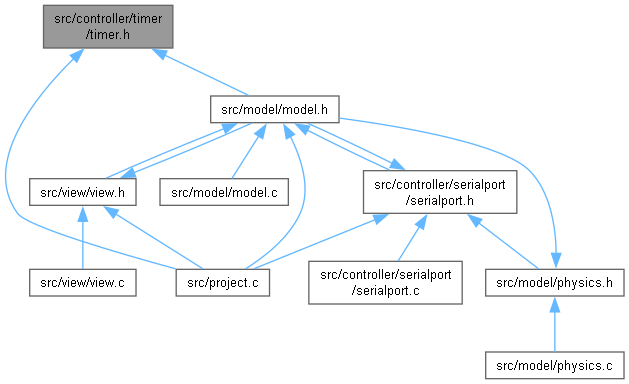 src/controller/timer
/timer.h
src/model/model.h
src/view/view.h
src/model/model.c
src/controller/serialport
/serialport.h
src/view/view.c
src/project.c
src/controller/serialport
/serialport.c
src/model/physics.h
src/model/physics.c